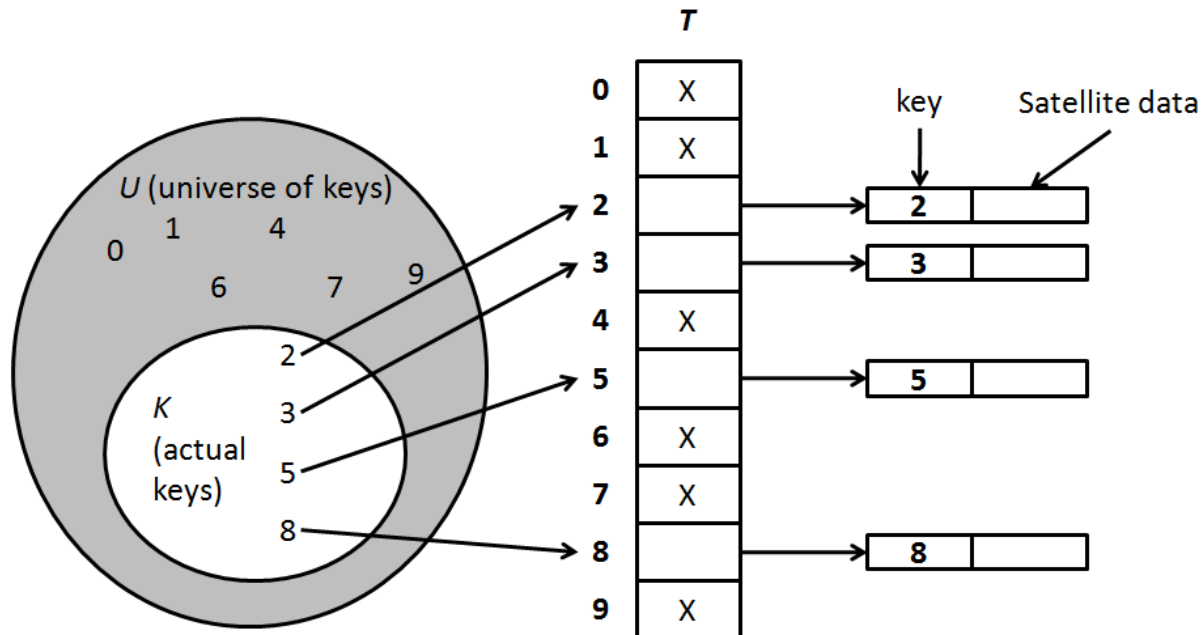 T
0 X
key Satellite data
1 X
U (universe of keys)
0 1 4
6 7 9
2 2
3 3
4 X
2
3
5
8
K
(actual
keys)
5 5
6 X
7 X
8 8
9 X